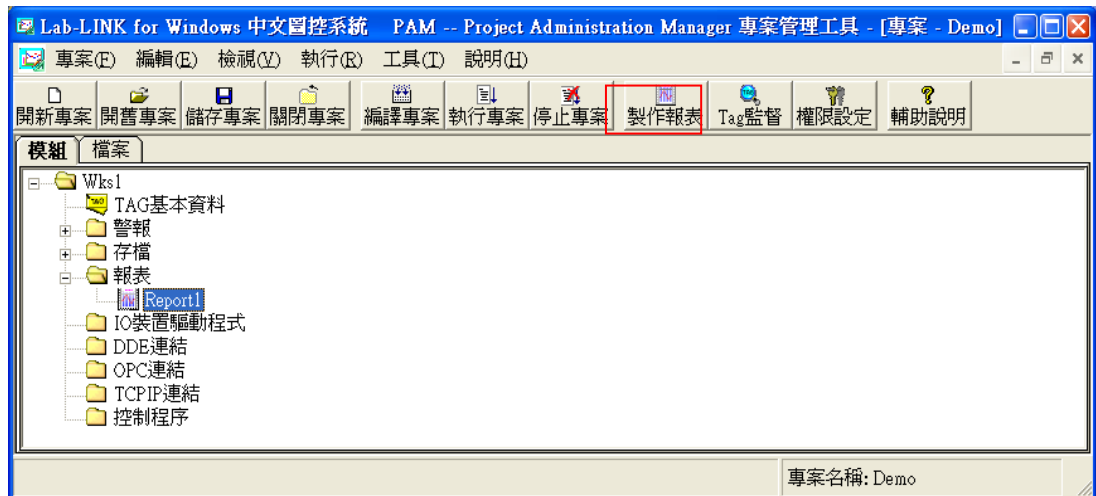 Lab-LINK for Windows 中文圖控系統 PAM -- Project Administration Manager 專案管理工具 - [專案 - Demo]
專案(F) 編輯(E) 檢視(V) 執行(R) 工具(T) 說明(H)
開新專案 開舊專案 儲存專案 關閉專案 編譯專案 執行專案 停止專案 製作報表 Tag監督 權限設定 輔助說明
模組 檔案
Wks1
TAG基本資料
警報
存檔
報表
Report1
IO裝置驅動程式
DDE連結
OPC連結
TCPIP連結
控制程序
專案名稱: Demo